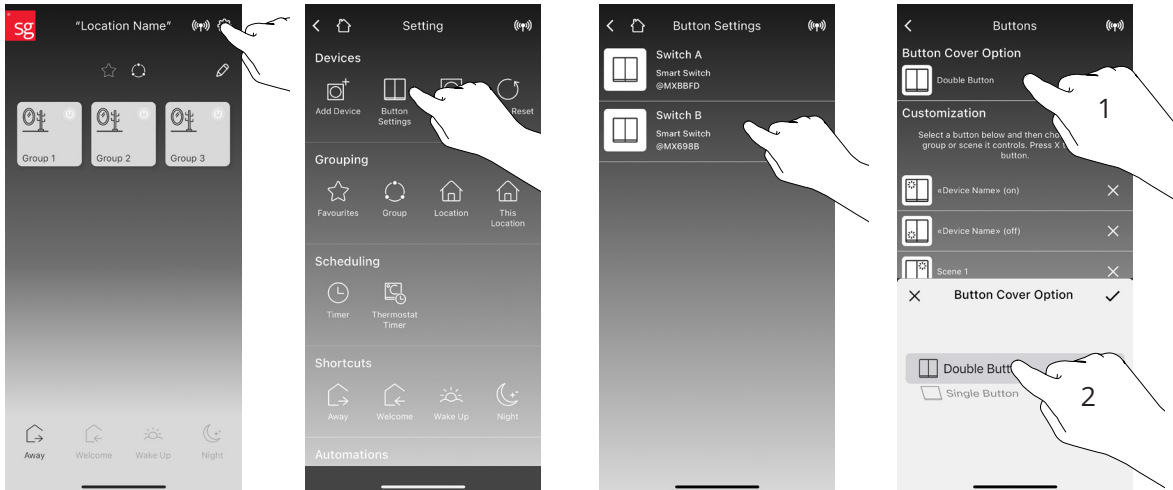 sg
"Location Name"
Group 1
Group 2
Group 3
Away
Welcome
Wake Up
Night
Setting
Devices
Add Device
Button
Settings
Reset
Grouping
Favourites
Group
Location
This
Location
Scheduling
Timer
Thermostat
Timer
Shortcuts
Away
Welcome
Wake Up
Night
Automations
Button Settings
Switch A
Smart Switch
@MXBBFD
Switch B
Smart Switch
@MX698B
Buttons
Button Cover Option
Double Button
1
Customization
Select a button below and then
group or scene it controls. Press X
button.
«Device Name» (on)
«Device Name» (off)
Scene 1
Button Cover Option
Double Butt
Single Button
2